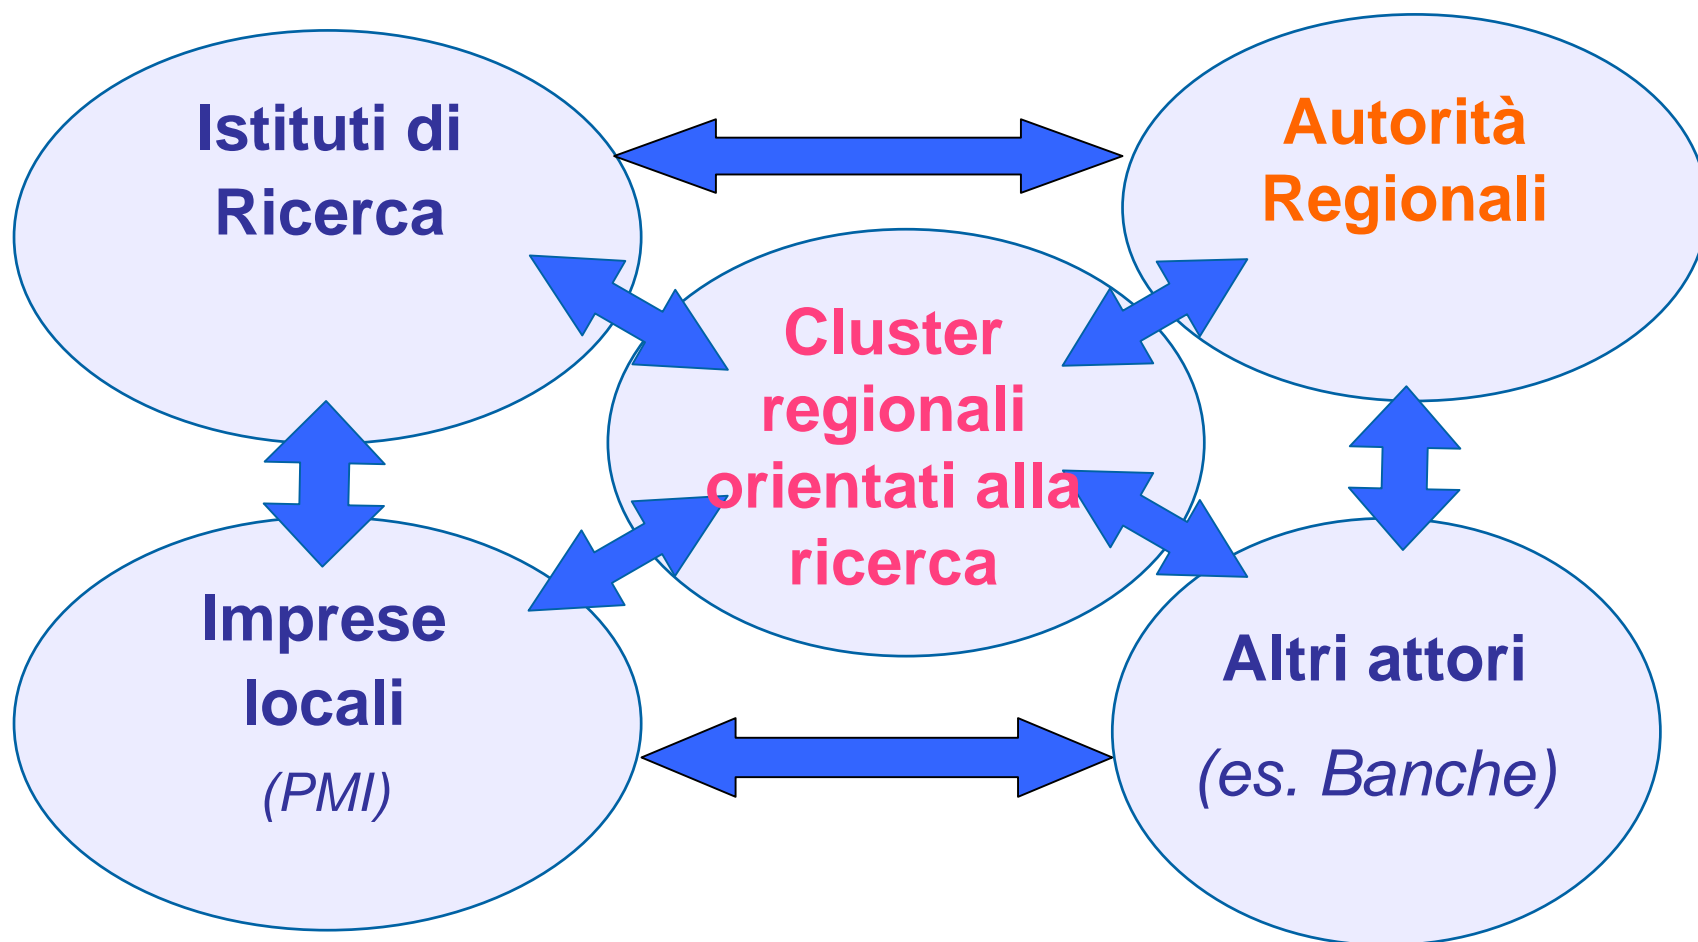 Istituti di
Ricerca
Autorità
Regionali
Cluster
regionali
orientati alla
ricerca
Imprese
locali
(PMI)
Altri attori
(es. Banche)